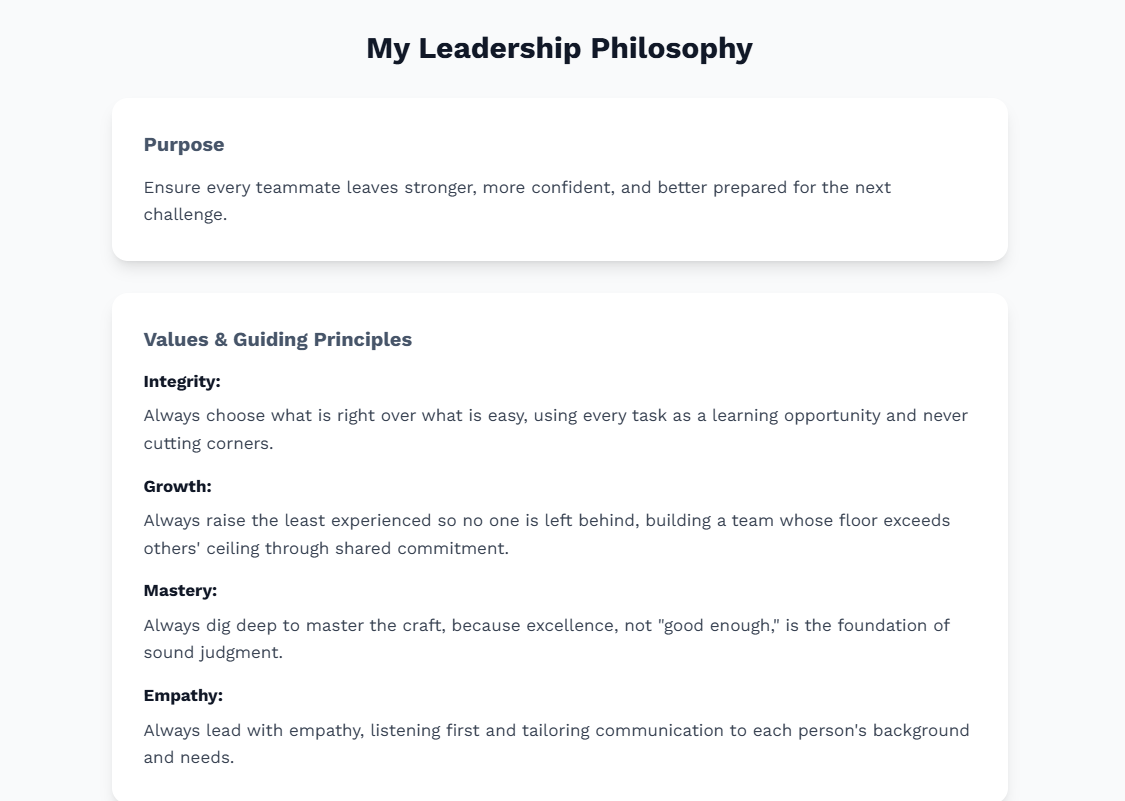 My Leadership Philosophy
Purpose
Ensure every teammate leaves stronger, more confident, and better prepared for the next
challenge.
Values & Guiding Principles
Integrity:
Always choose what is right over what is easy, using every task as a learning opportunity and never
cutting corners.
Growth:
Always raise the least experienced so no one is left behind, building a team whose floor exceeds
others' ceiling through shared commitment.
Mastery:
Always dig deep to master the craft, because excellence, not "good enough," is the foundation of
sound judgment.
Empathy:
Always lead with empathy, listening first and tailoring communication to each person's background
and needs.